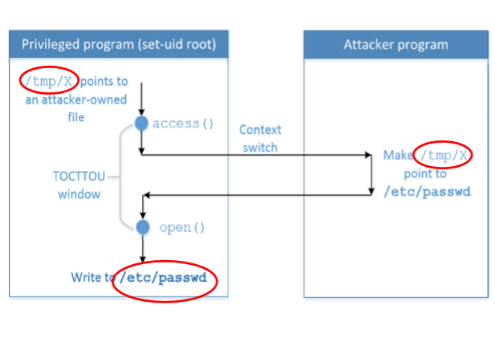 Privileged program (set-uid root)
Attacker program
/tmp/X points to
an attacker-owned
file
access()
Context
switch
Make /tmp/X
point to
/etc/passwd
TOCTTOU
window
open()
Write to /etc/passwd